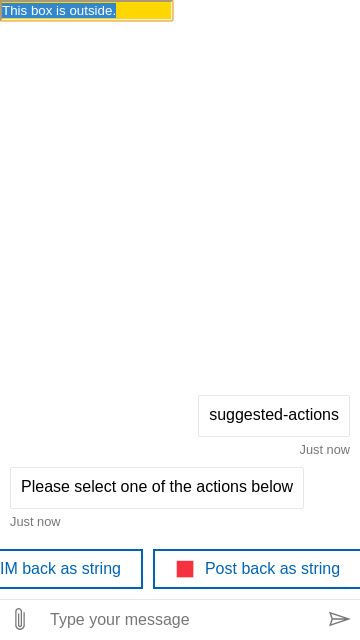 This box is outside.
suggested-actions
Just now
Please select one of the actions below
Just now
IM back as string
Post back as string
Type your message